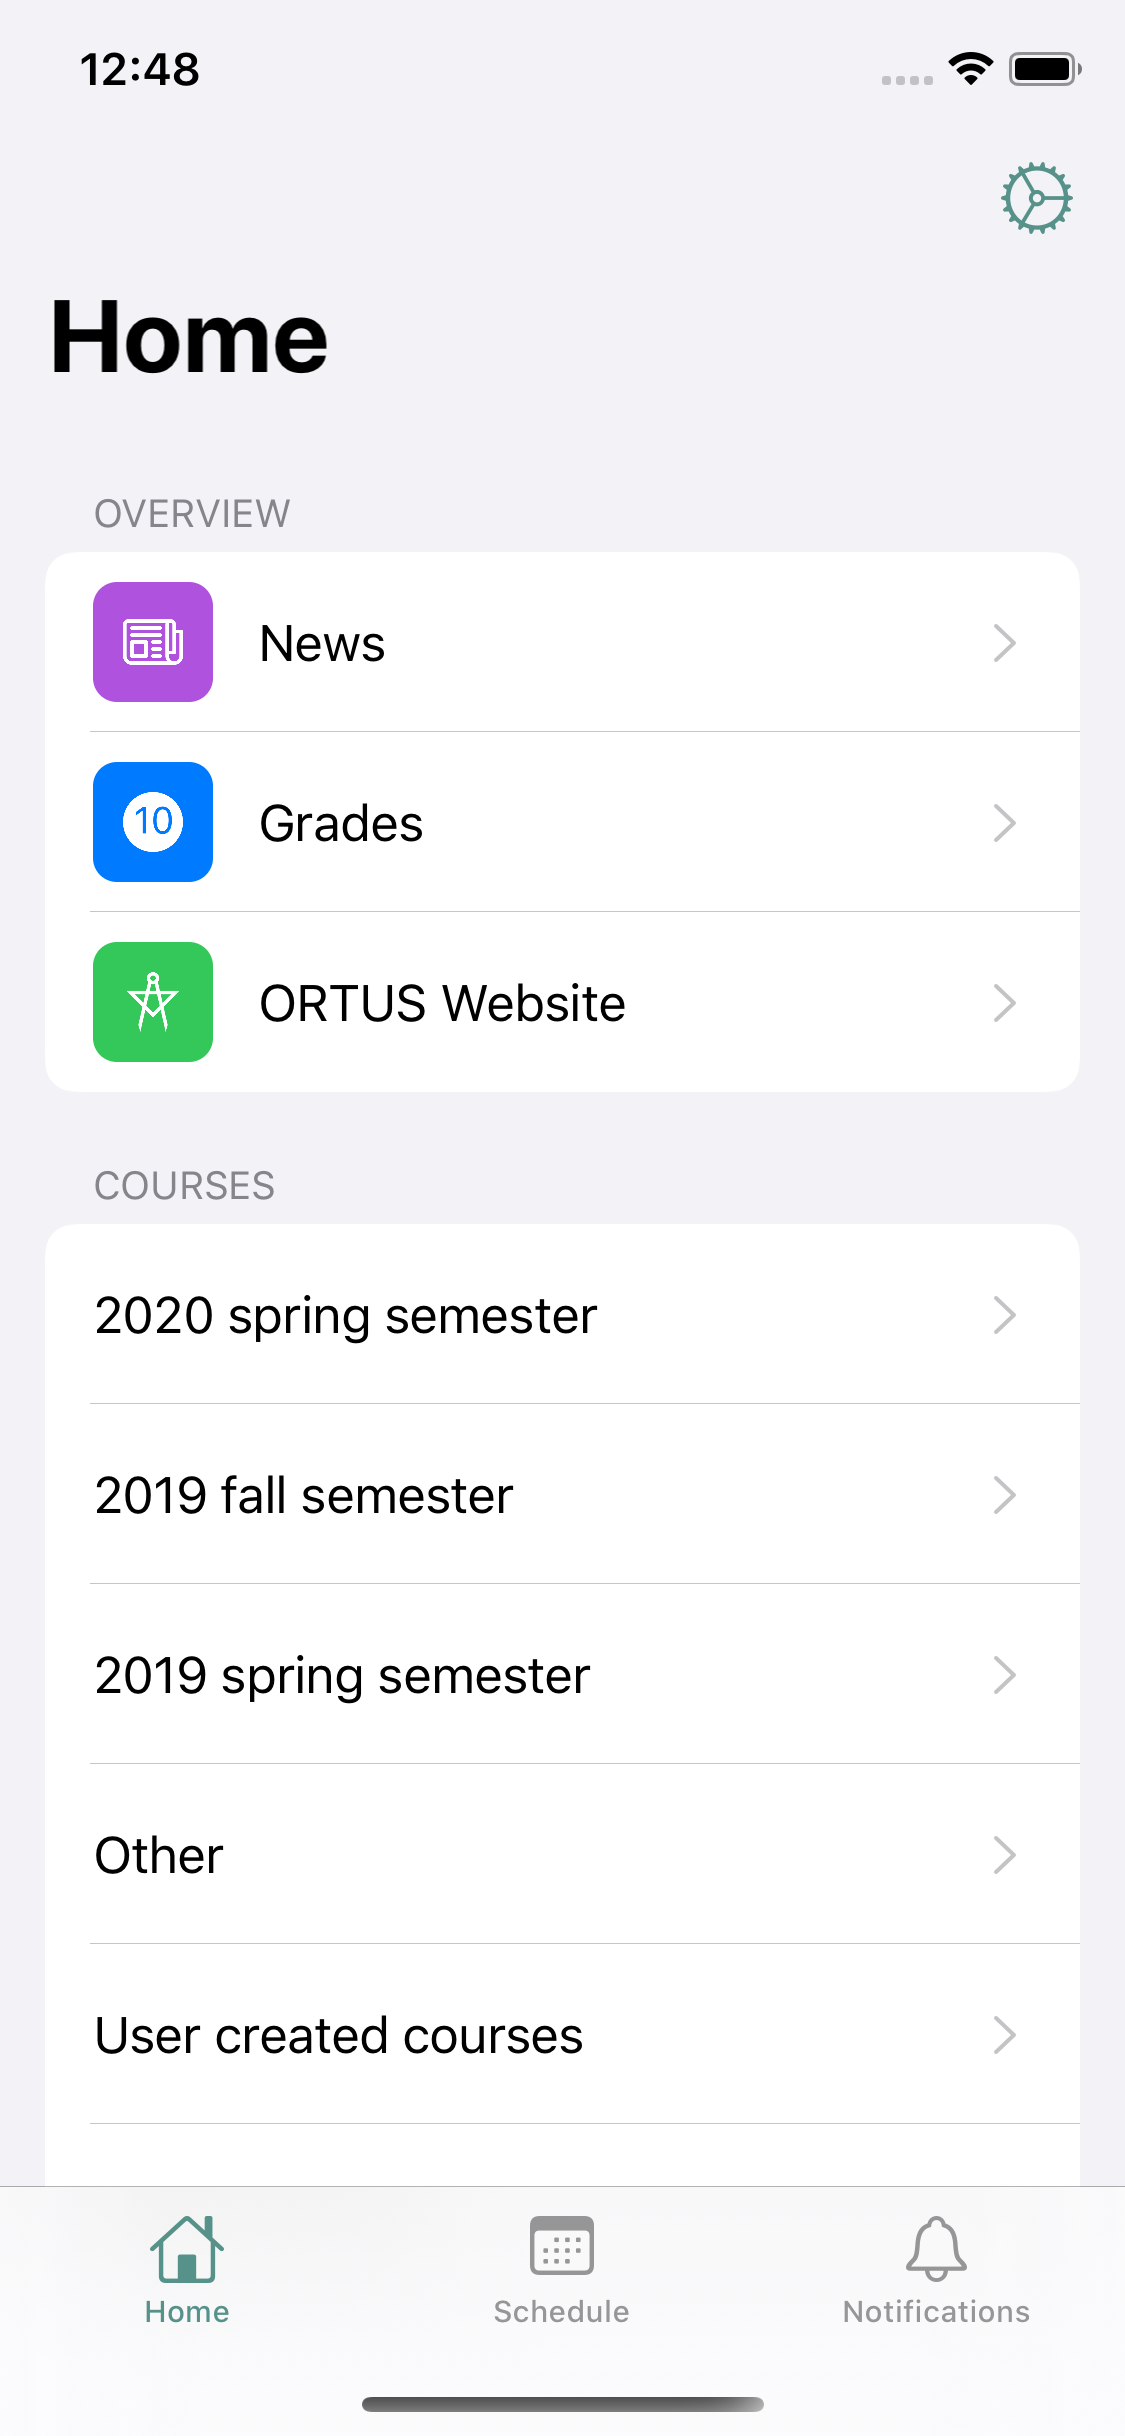 12:48
Home
OVERVIEW
News
10
Grades
ORTUS Website
COURSES
2020 spring semester
2019 fall semester
2019 spring semester
Other
User created courses
Home
Schedule
Notifications